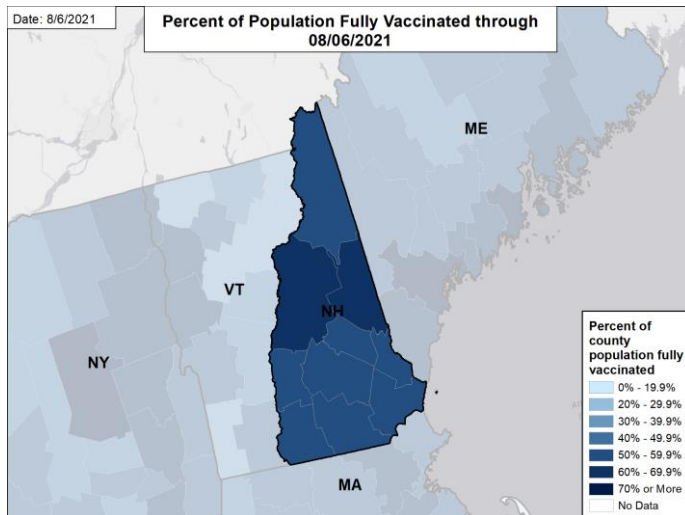 Date: 8/6/2021
Percent of Population Fully Vaccinated through
08/06/2021
ME
VT
NH
NY
MA
Percent of
county
population fully
vaccinated
0% - 19.9%
20% - 29.9%
30% - 39.9%
40% - 49.9%
50% - 59.9%
60% - 69.9%
70% or More
No Data